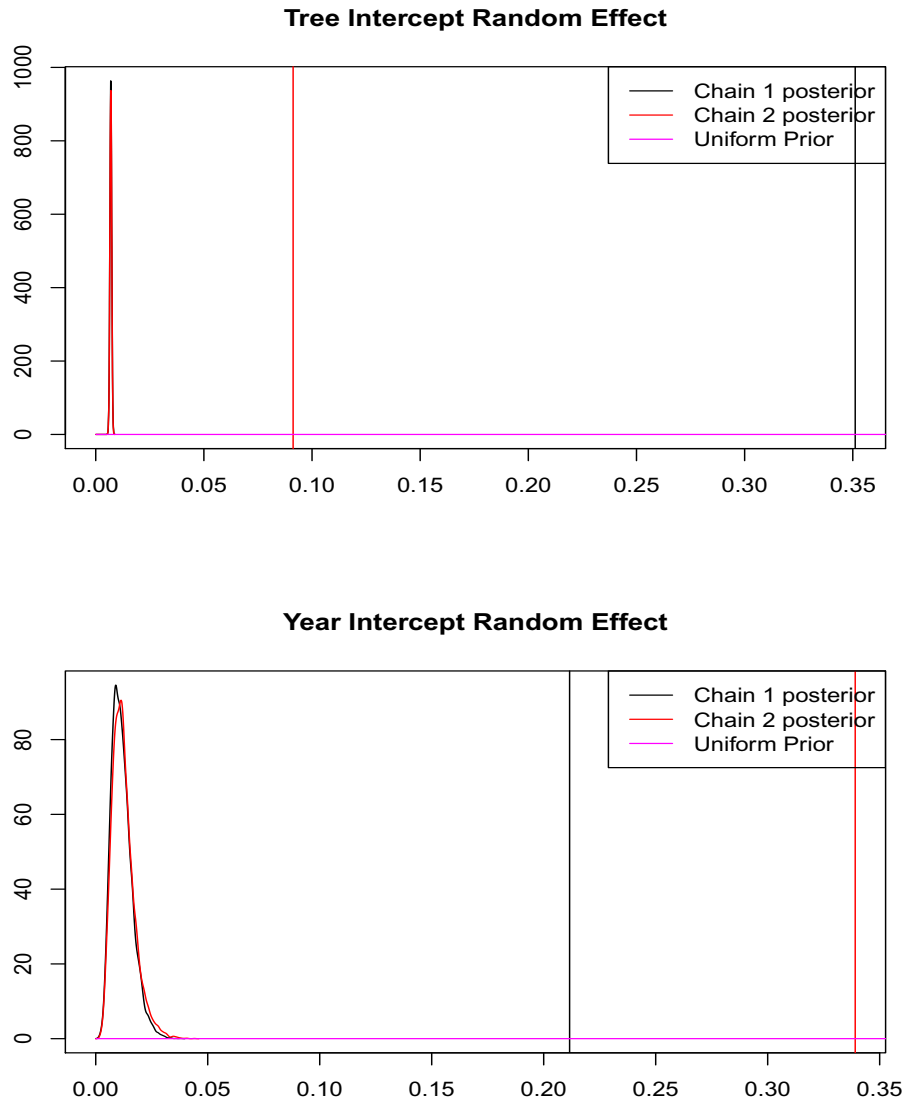 Tree Intercept Random Effect
1000
800
600
400
200
0
Chain 1 posterior
Chain 2 posterior
Uniform Prior
0.00 0.05 0.10 0.15 0.20 0.25 0.30 0.35
Year Intercept Random Effect
80
60
40
20
0
Chain 1 posterior
Chain 2 posterior
Uniform Prior
0.00 0.05 0.10 0.15 0.20 0.25 0.30 0.35